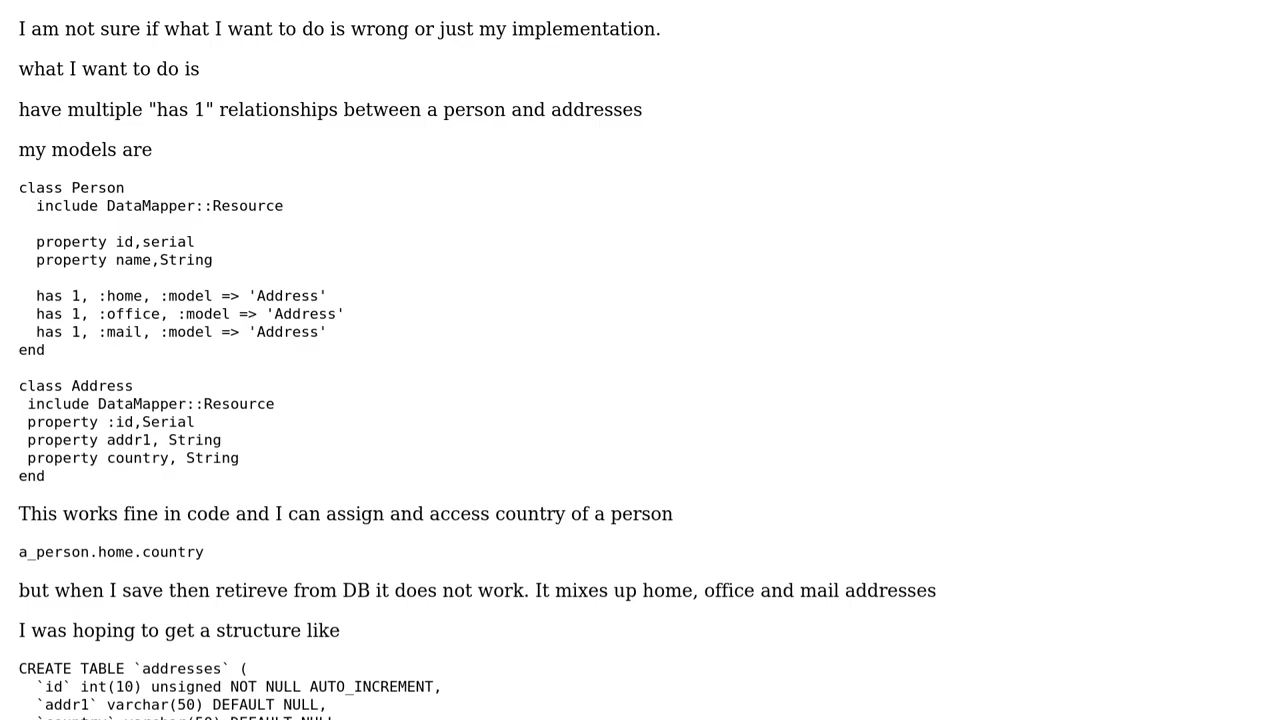 I am not sure if what I want to do is wrong or just my implementation.
what I want to do is
have multiple "has 1" relationships between a person and addresses
my models are
class Person
  include DataMapper::Resource
  property id,serial
  property name,String
  has 1, :home, :model => 'Address'
  has 1, :office, :model => 'Address'
  has 1, :mail, :model => 'Address'
end
class Address
 include DataMapper::Resource
 property :id,Serial
 property addr1, String
 property country, String
end
This works fine in code and I can assign and access country of a person
a_person.home.country
but when I save then retireve from DB it does not work. It mixes up home, office and mail addresses
I was hoping to get a structure like
CREATE TABLE `addresses` (
  `id` int(10) unsigned NOT NULL AUTO_INCREMENT,
  `addr1` varchar(50) DEFAULT NULL,
  `country` varchar(50) DEFAULT NULL,